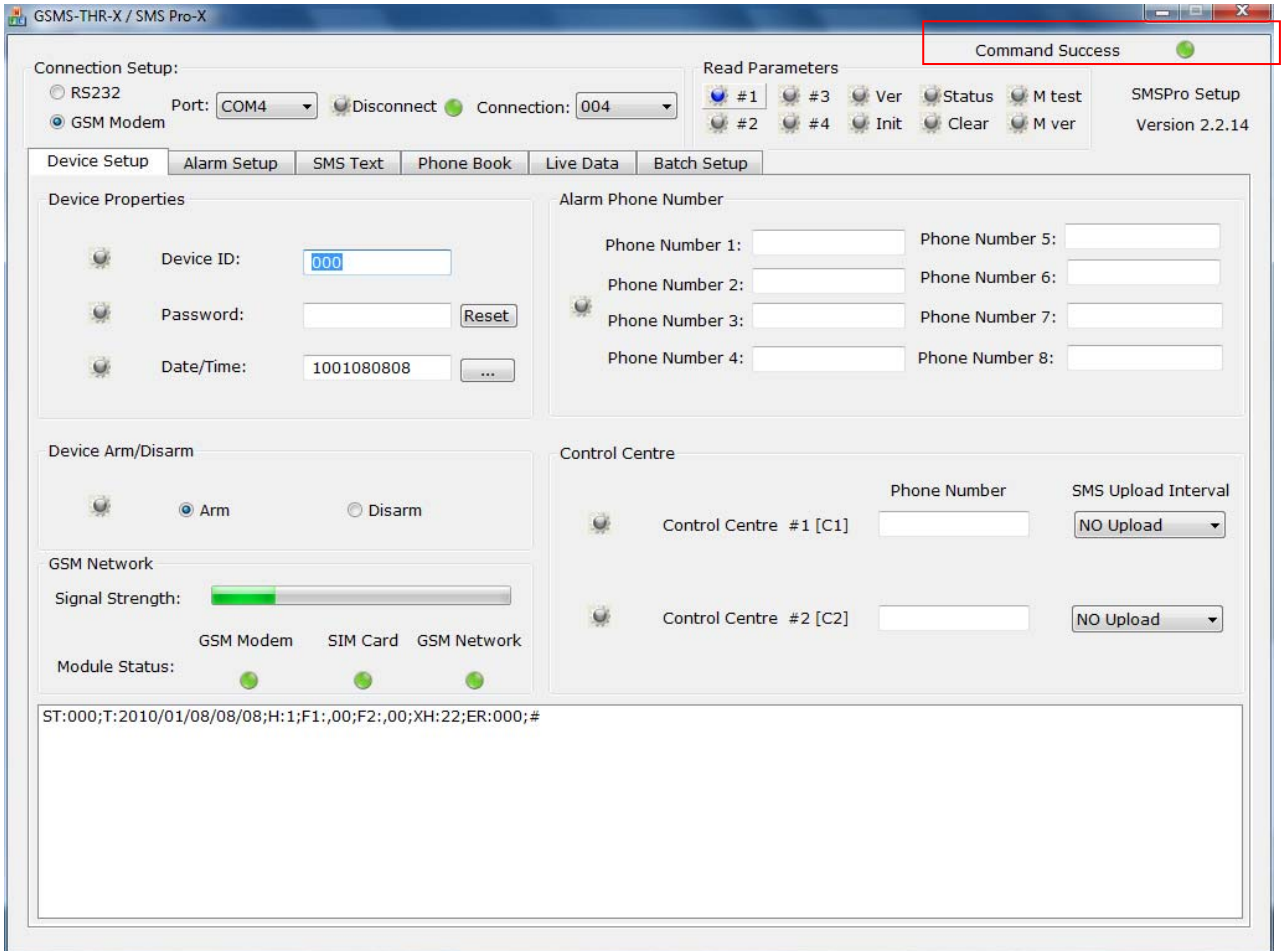 GSMS-THR-X / SMS Pro-X
Command Success
Connection Setup:
RS232
GSM Modem
Port: COM4
Disconnect
Connection: 004
Read Parameters
#1 #3 Ver Status M test
#2 #4 Init Clear M ver
SMSPro Setup
Version 2.2.14
Device Setup Alarm Setup SMS Text Phone Book Live Data Batch Setup
Device Properties
Device ID: 000
Password: Reset
Date/Time: 1001080808 ...
Alarm Phone Number
Phone Number 1:
Phone Number 2:
Phone Number 3:
Phone Number 4:
Phone Number 5:
Phone Number 6:
Phone Number 7:
Phone Number 8:
Device Arm/Disarm
Arm Disarm
GSM Network
Signal Strength:
GSM Modem SIM Card GSM Network
Module Status:
Control Centre
Phone Number SMS Upload Interval
Control Centre #1 [C1] NO Upload
Control Centre #2 [C2] NO Upload
ST:000;T:2010/01/08/08/08;H:1;F1:,00;F2:,00;XH:22;ER:000;#